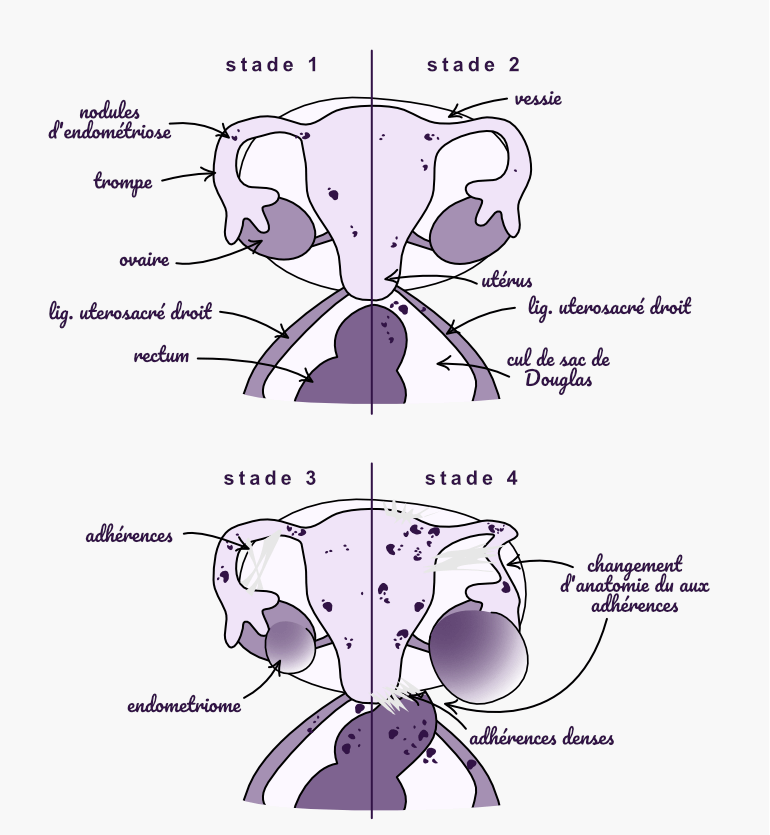 stade 1
stade 2
nodules
d'endométriose
vessie
trompe
ovaire
utérus
lig. uterosacré droit
lig. uterosacré droit
rectum
cul de sac de
Douglas
stade 3
stade 4
adhérences
changement
d'anatomie du aux
adhérences
endometriome
adhérences denses